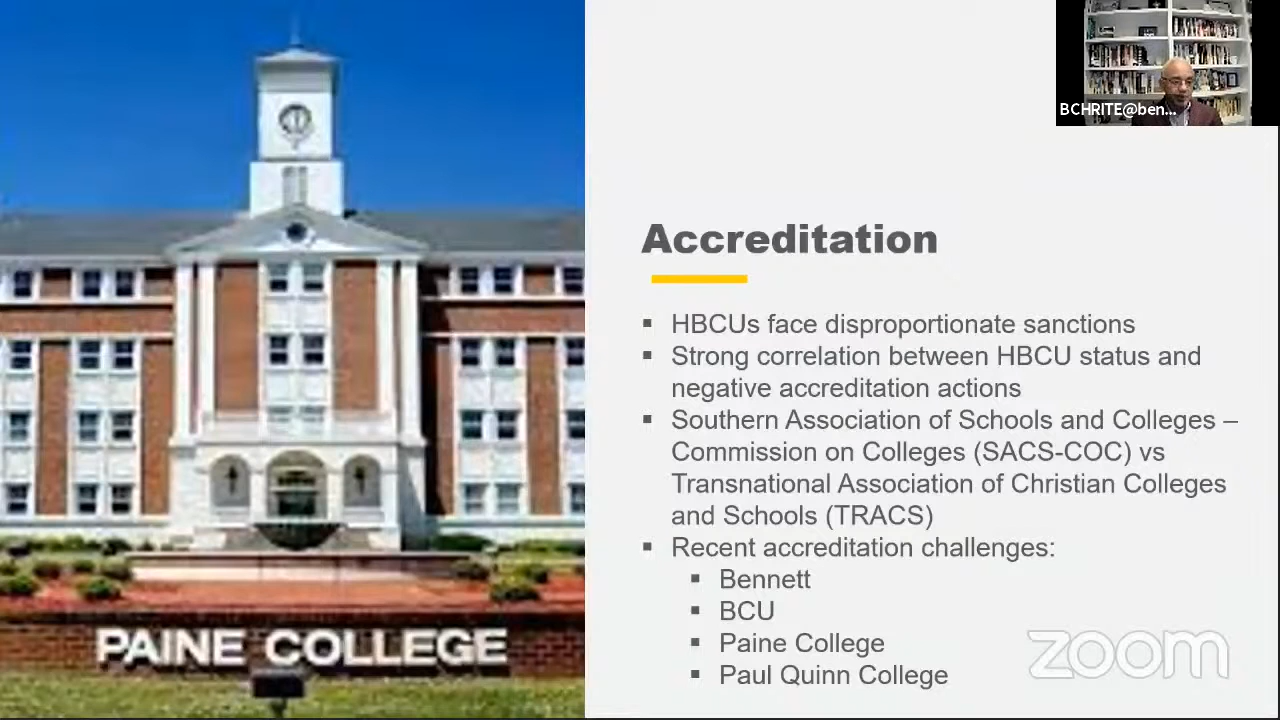 BCHRITE@ben...
Accreditation
▪ HBCUs face disproportionate sanctions
▪ Strong correlation between HBCU status and
negative accreditation actions
▪ Southern Association of Schools and Colleges –
Commission on Colleges (SACS-COC) vs
Transnational Association of Christian Colleges
and Schools (TRACS)
▪ Recent accreditation challenges:
▪ Bennett
▪ BCU
▪ Paine College
▪ Paul Quinn College
PAINE COLLEGE
zoom